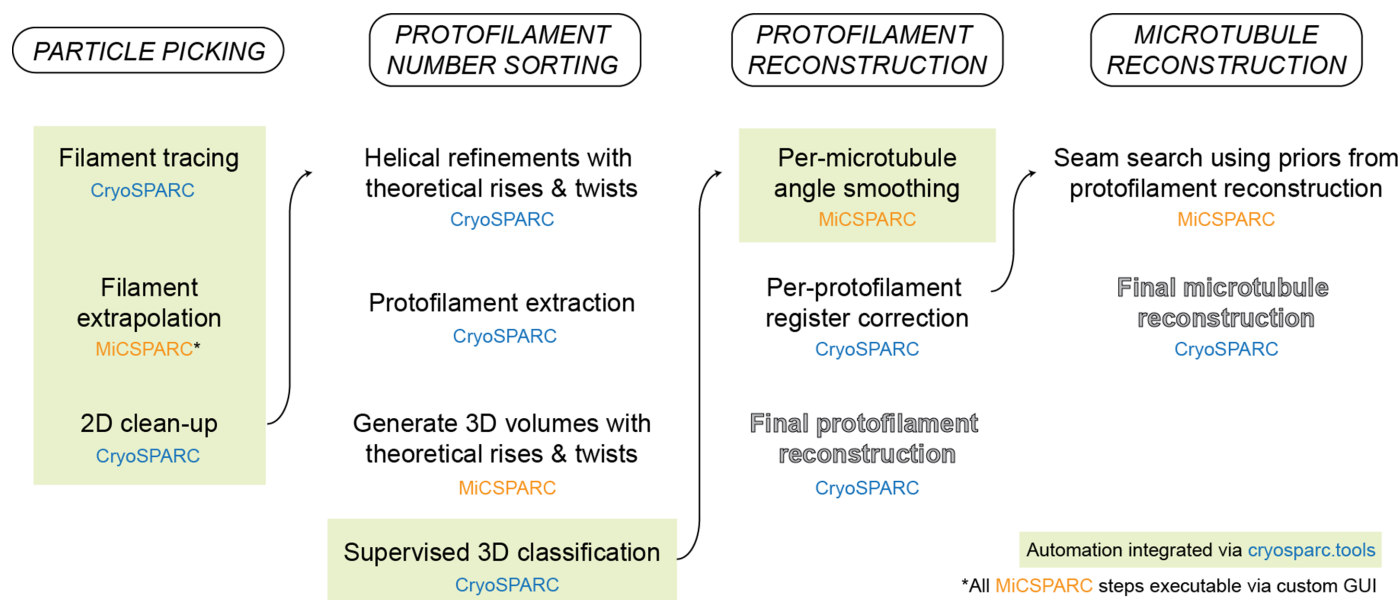 PARTICLE PICKING
Filament tracing
CryoSPARC
Filament
extrapolation
MiCSPARC*
2D clean-up
CryoSPARC
PROTOFILAMENT
NUMBER SORTING
Helical refinements with
theoretical rises & twists
CryoSPARC
Protofilament extraction
CryoSPARC
Generate 3D volumes with
theoretical rises & twists
MiCSPARC
Supervised 3D classification
CryoSPARC
PROTOFILAMENT
RECONSTRUCTION
Per-microtubule
angle smoothing
MiCSPARC
Per-protofilament
register correction
CryoSPARC
Final protofilament
reconstruction
CryoSPARC
MICROTUBULE
RECONSTRUCTION
Seam search using priors from
protofilament reconstruction
MiCSPARC
Final microtubule
reconstruction
CryoSPARC
Automation integrated via cryosparc.tools
*All MiCSPARC steps executable via custom GUI